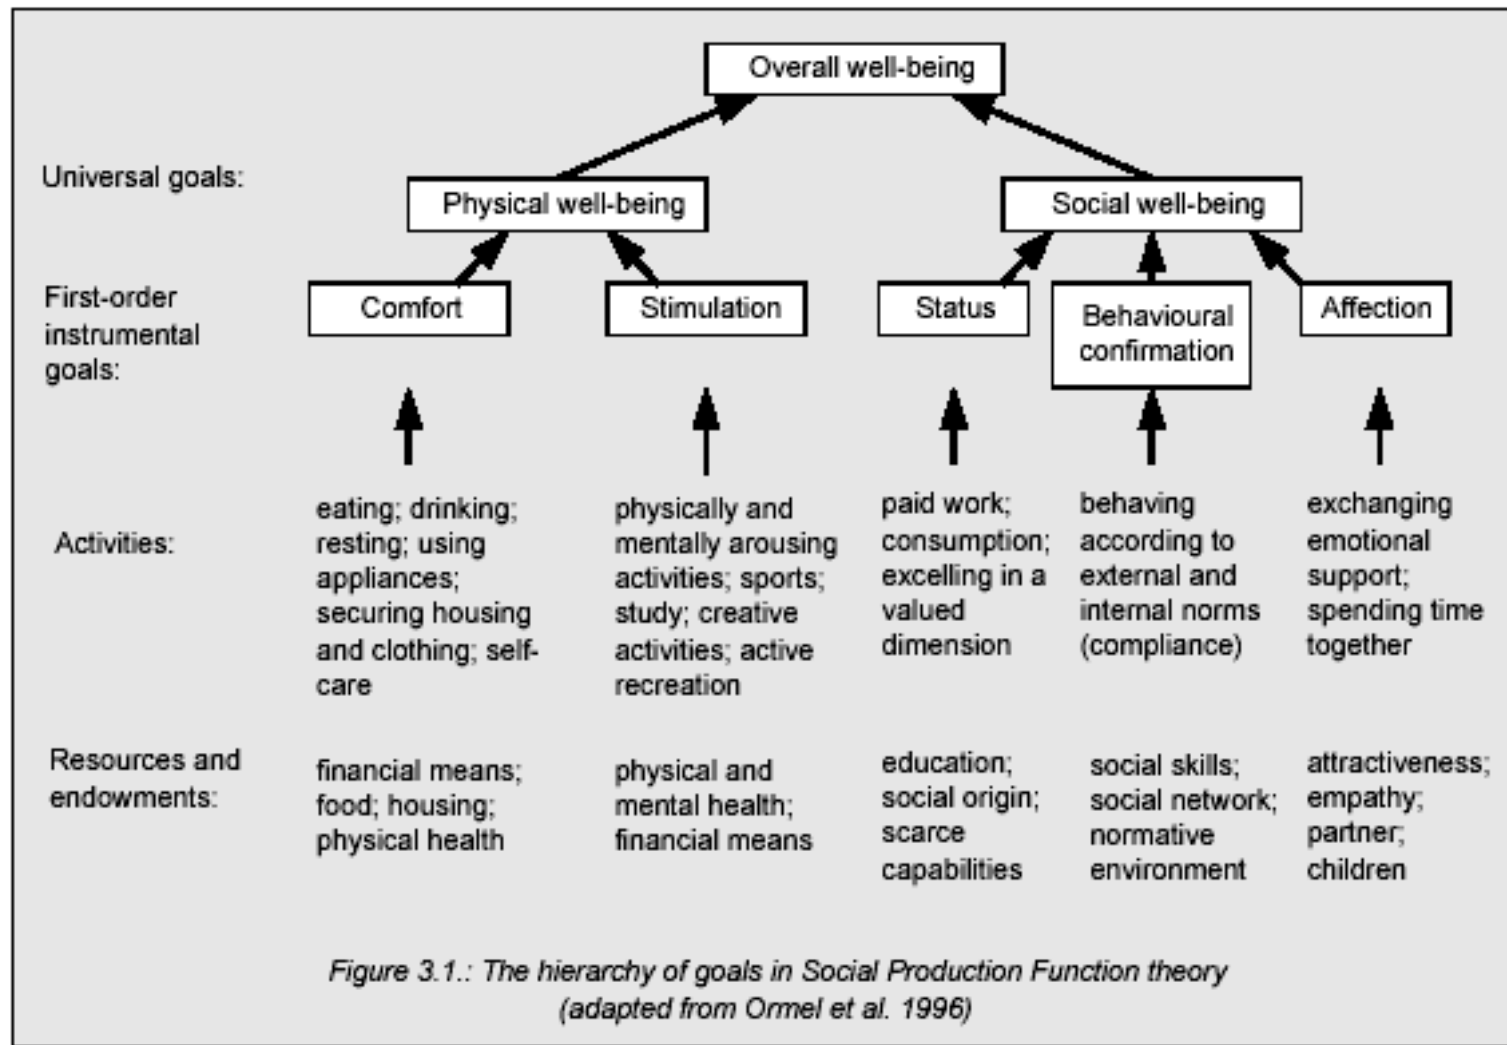 Overall well-being
Universal goals:
Physical well-being
Social well-being
First-order
instrumental
goals:
Comfort
Stimulation
Status
Behavioural
confirmation
Affection
Activities:
eating; drinking;
resting; using
appliances;
securing housing
and clothing; self-
care
physically and
mentally arousing
activities; sports;
study; creative
activities; active
recreation
paid work;
consumption;
excelling in a
valued
dimension
behaving
according to
external and
internal norms
(compliance)
exchanging
emotional
support;
spending time
together
Resources and
endowments:
financial means;
food; housing;
physical health
physical and
mental health;
financial means
education;
social origin;
scarce
capabilities
social skills;
social network;
normative
environment
attractiveness;
empathy;
partner;
children
Figure 3.1.: The hierarchy of goals in Social Production Function theory
(adapted from Ormel et al. 1996)